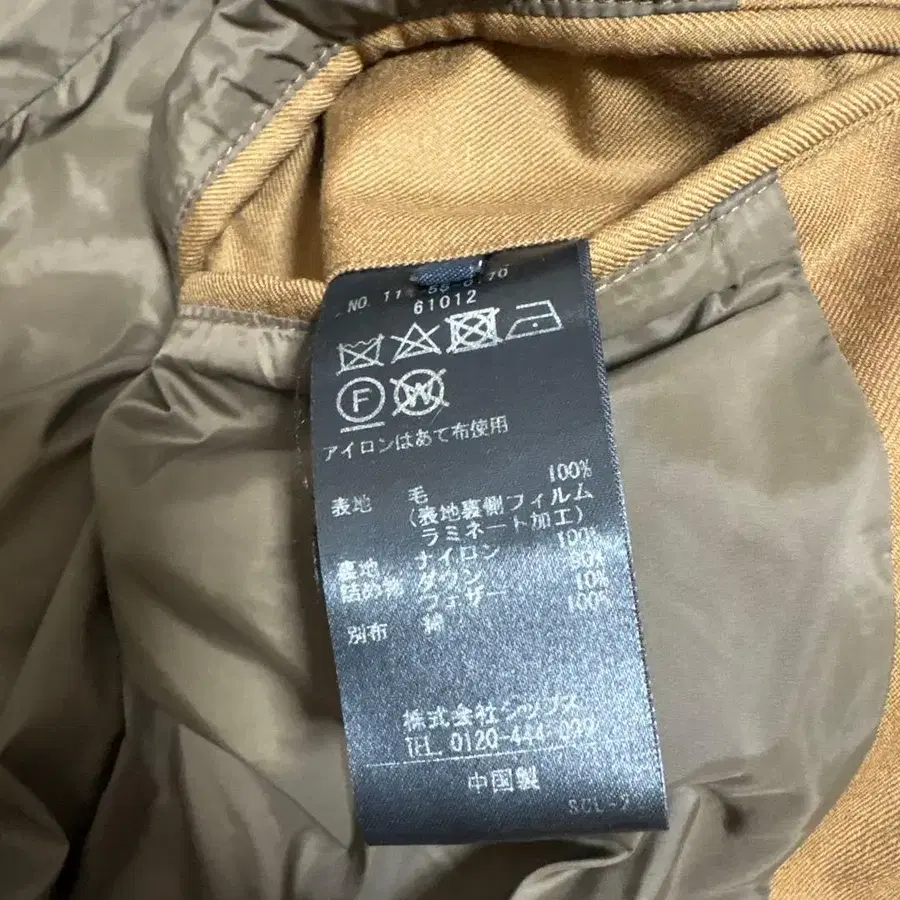 NO.
61012
F
W
アイロンはあて布使用
100%
表地 毛
(表地裏側フィルム
ラミネート加工)
裏地 ナイロン 100%
詰め物 ダウン 90%
フェザー 10%
別布 綿 100%
株式会社シップス
TEL. 0120-444-
中国製